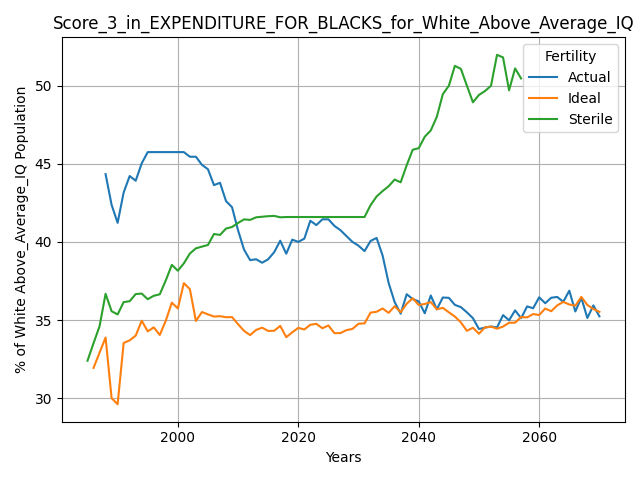 Score_3_in_EXPENDITURE_FOR_BLACKS_for_White_Above_Average_IQ
% of White Above_Average_IQ Population
50
45
40
35
30
Fertility
Actual
Ideal
Sterile
2000
2020
2040
2060
Years